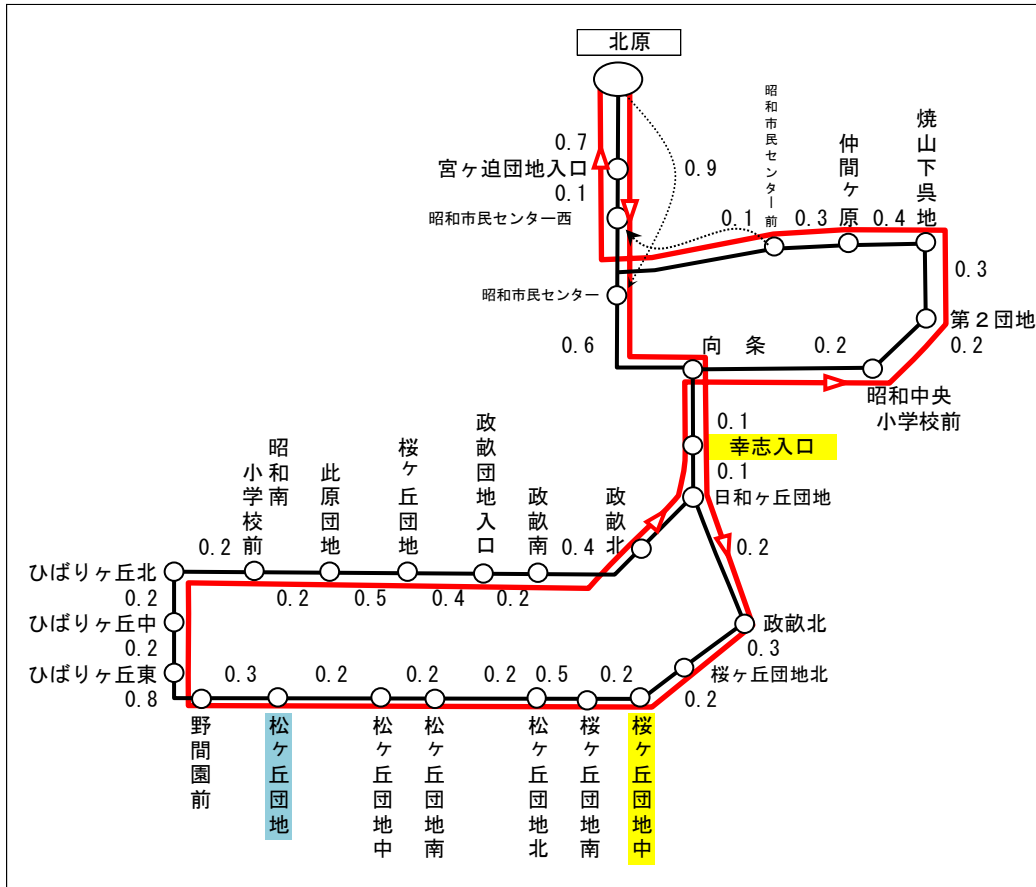 北原
0.7
宮ヶ迫団地入口
0.1
昭和市民センター西
0.9
昭和市民センター前
0.1
0.3
仲間ヶ原
0.4
焼山下呉地
0.3
昭和市民センター
第２団地
0.6
向 条
0.2
0.2
昭和中央
小学校前
0.1
幸志入口
0.1
日和ヶ丘団地
昭和南
小学校前
此原団地
桜ヶ丘団地
政畝団地入口
政畝南
政畝北
0.2
0.4
0.2
ひばりヶ丘北
0.2
0.2
0.5
0.4
0.2
ひばりヶ丘中
政畝北
0.2
0.3
ひばりヶ丘東
0.3
0.2
0.2
0.2
0.5
0.2
桜ヶ丘団地北
0.8
0.2
野間園前
松ヶ丘団地
松ヶ丘団地中
松ヶ丘団地南
松ヶ丘団地北
桜ヶ丘団地南
桜ヶ丘団地中